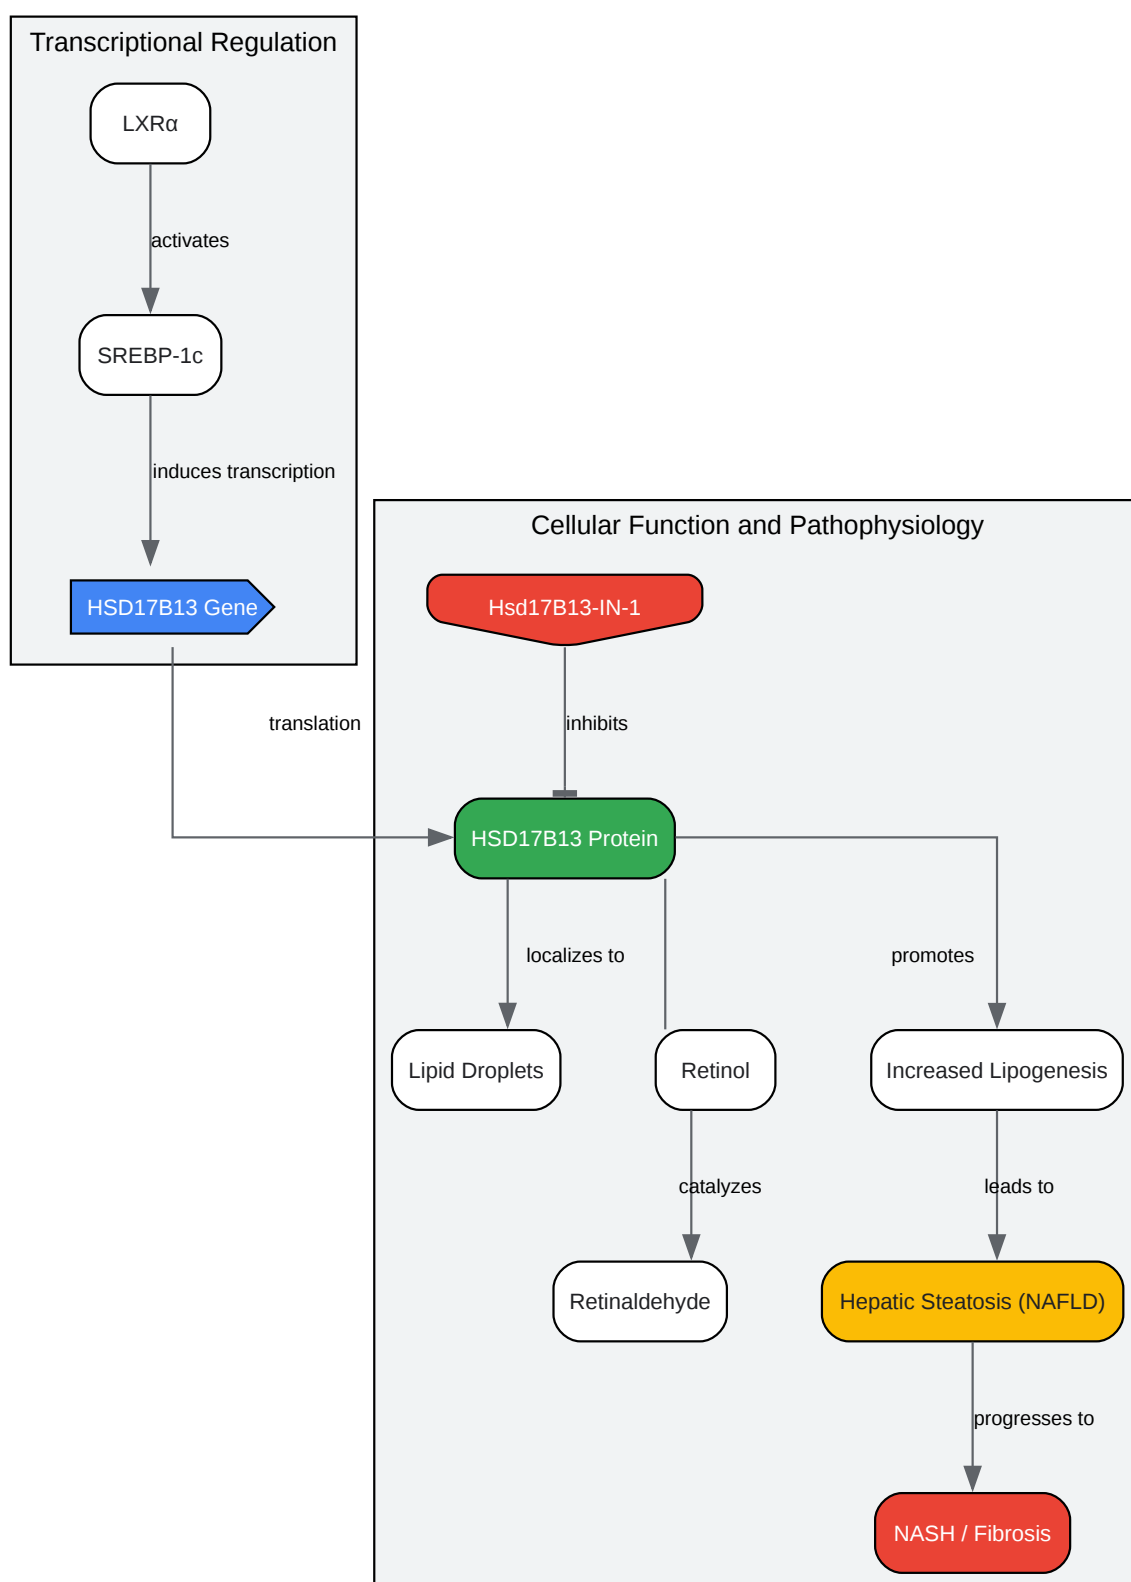 Transcriptional Regulation
LXRα
activates
SREBP-1c
induces transcription
HSD17B13 Gene
translation
Cellular Function and Pathophysiology
Hsd17B13-IN-1
inhibits
HSD17B13 Protein
localizes to
promotes
Lipid Droplets
Retinol
Increased Lipogenesis
catalyzes
leads to
Retinaldehyde
Hepatic Steatosis (NAFLD)
progresses to
NASH / Fibrosis